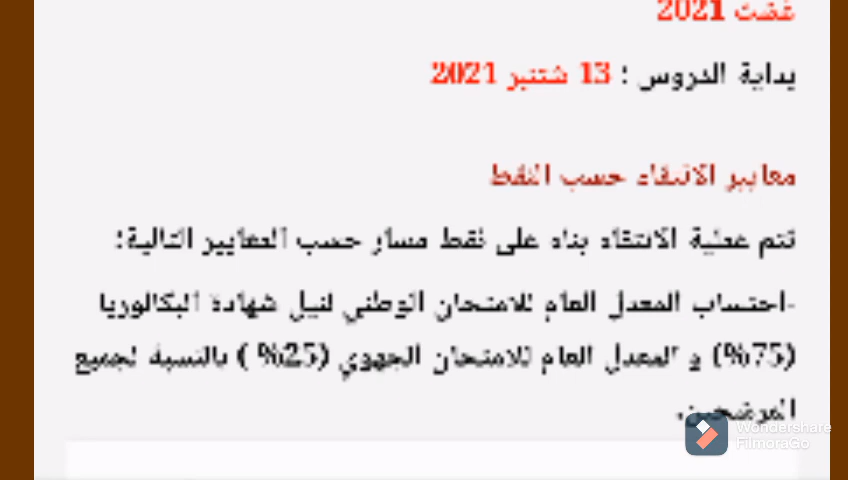 غشت 2021
بداية الدروس : 13 شتنبر 2021
معايير الانتقاء حسب النقط
تتم عملية الانتقاء بناء على نقط مسار حسب المعايير التالية:
-احتساب المعدل العام للامتحان الوطني لنيل شهادة البكالوريا
(75%) و المعدل العام للامتحان الجهوي (25% ) بالنسبة لجميع
المرشحين.
Wondershare
FilmoraGo